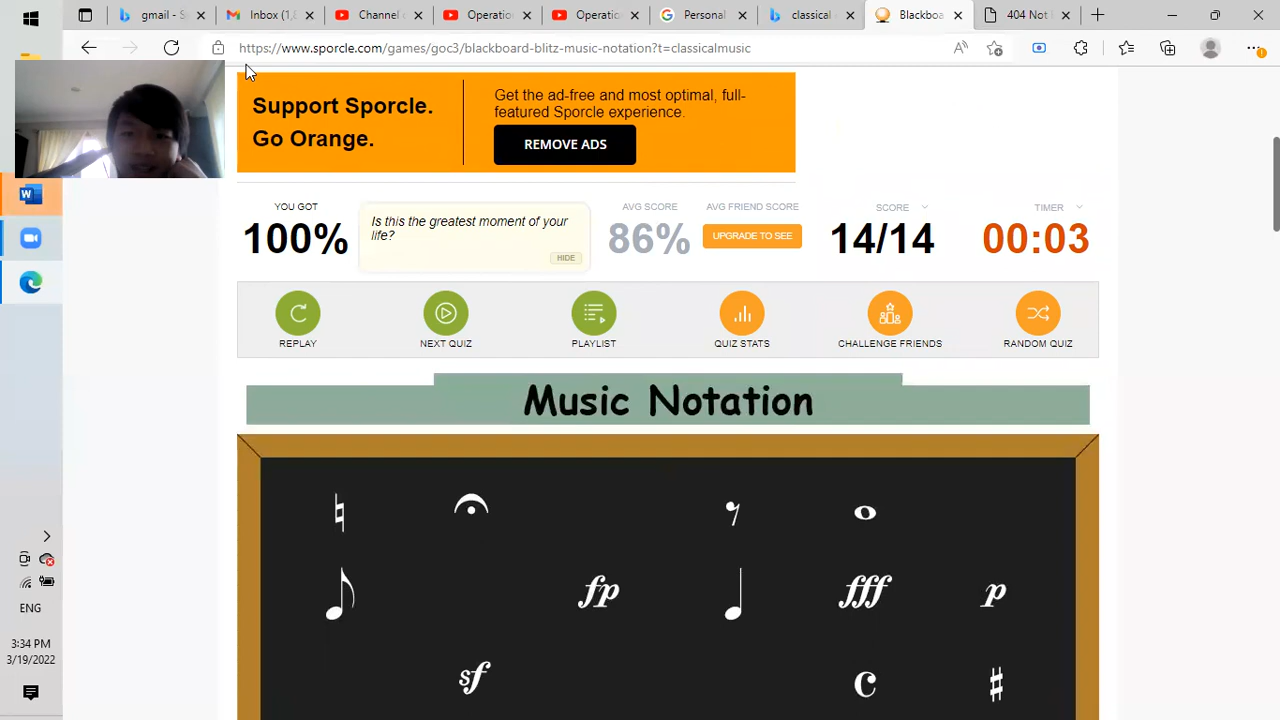 gmail - S
Inbox (1,8
Channel c
Operatio
Operatio
Personal
classical
Blackboa
404 Not
https://www.sporcle.com/games/goc3/blackboard-blitz-music-notation?t=classicalmusic
Support Sporcle.
Go Orange.
Get the ad-free and most optimal, full-
featured Sporcle experience.
REMOVE ADS
YOU GOT
100%
Is this the greatest moment of your
life?
HIDE
AVG SCORE
86%
AVG FRIEND SCORE
UPGRADE TO SEE
SCORE
14/14
TIMER
00:03
REPLAY
NEXT QUIZ
PLAYLIST
QUIZ STATS
CHALLENGE FRIENDS
RANDOM QUIZ
Music Notation
fp
fff
p
sf
c
ENG
3:34 PM
3/19/2022